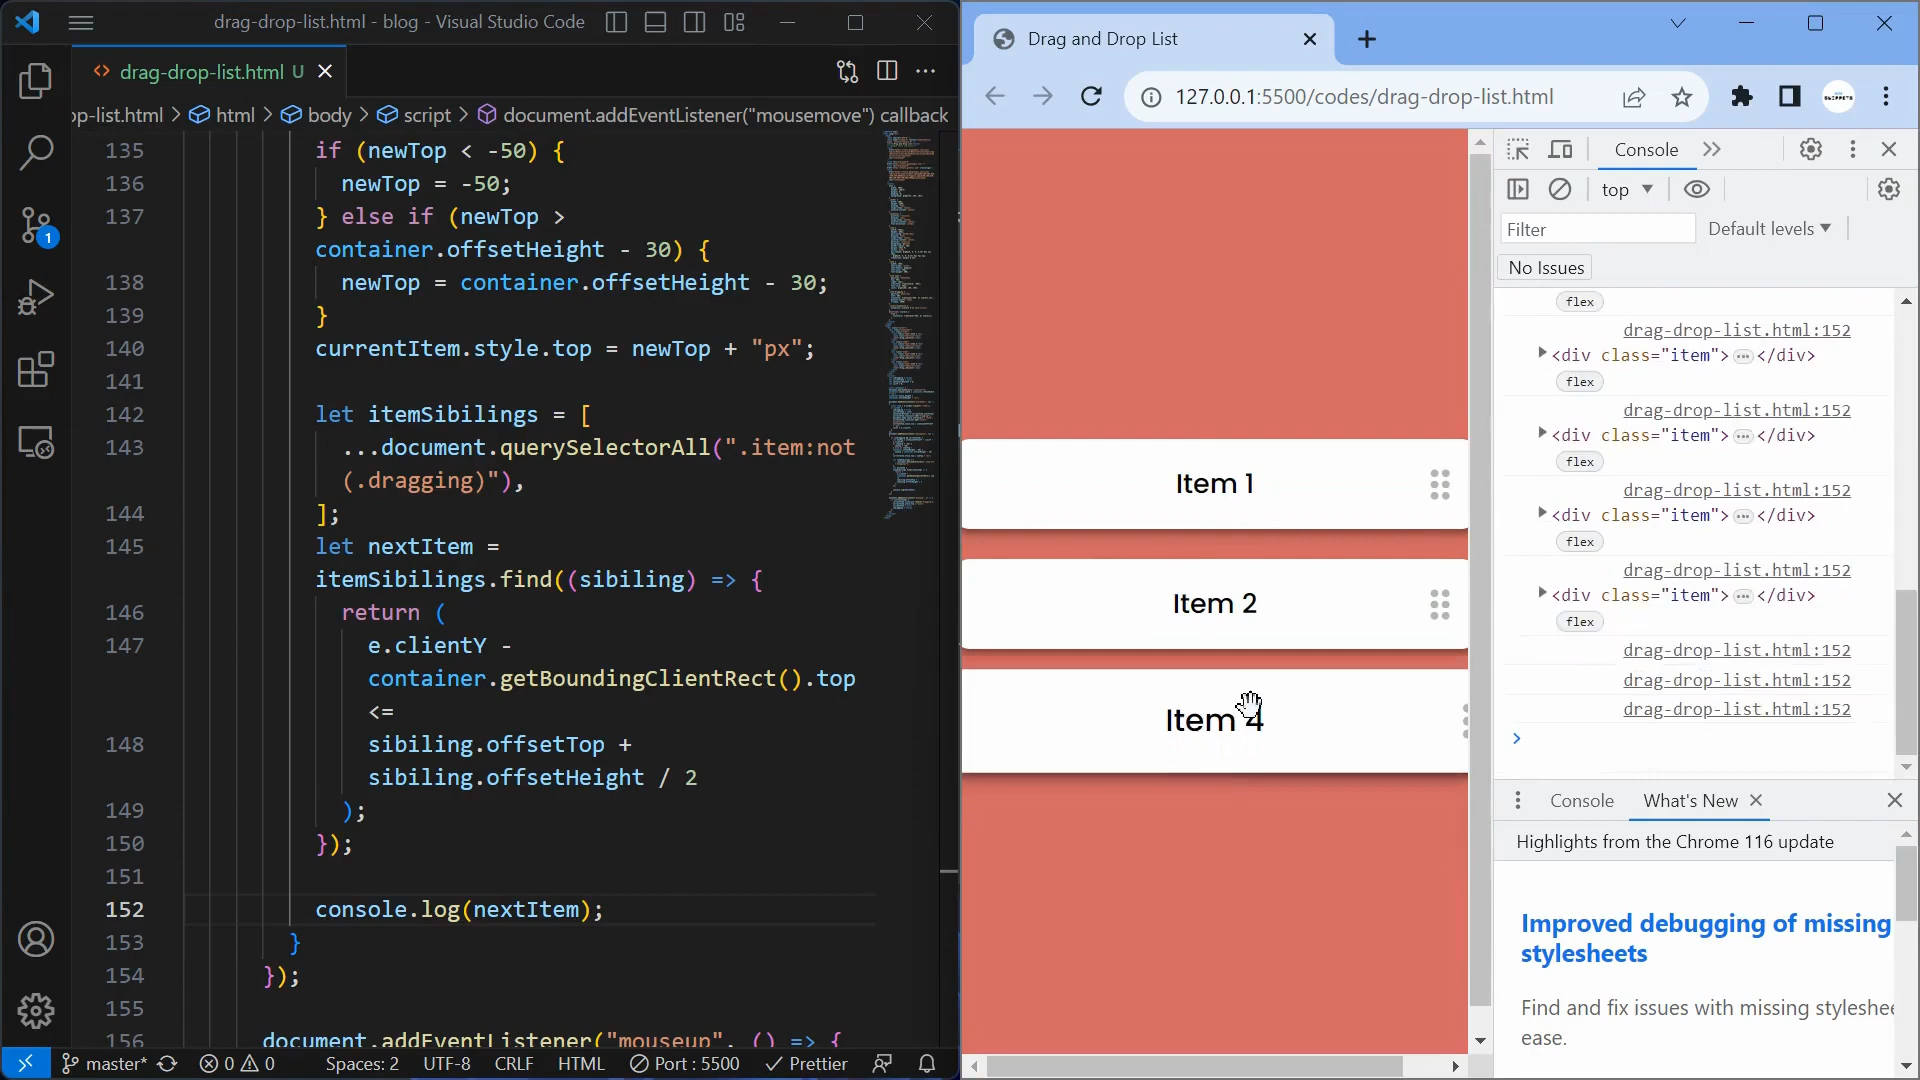 drag-drop-list.html - blog - Visual Studio Code
drag-drop-list.html U
op-list.html > html > body > script > document.addEventListener("mousemove") callback
135 if (newTop < -50) {
136 newTop = -50;
137 } else if (newTop >
container.offsetHeight - 30) {
138 newTop = container.offsetHeight - 30;
139 }
140 currentItem.style.top = newTop + "px";
141
142 let itemSibilings = [
143 ...document.querySelectorAll(".item:not
(.dragging)"),
144 ];
145 let nextItem =
itemSibilings.find((sibiling) => {
146 return (
147 e.clientY -
container.getBoundingClientRect().top
<=
148 sibiling.offsetTop +
sibiling.offsetHeight / 2
149 );
150 });
151
152 console.log(nextItem);
153 }
154 });
155
156 document.addEventListener("mouseup", () => {
1
master* 0 0 Spaces: 2 UTF-8 CRLF HTML Port : 5500 Prettier
Drag and Drop List
127.0.0.1:5500/codes/drag-drop-list.html
Item 1
Item 2
Item 4
Console
top
Filter
Default levels
No Issues
flex
drag-drop-list.html:152
<div class="item"> ⋯ </div>
flex
drag-drop-list.html:152
<div class="item"> ⋯ </div>
flex
drag-drop-list.html:152
<div class="item"> ⋯ </div>
flex
drag-drop-list.html:152
<div class="item"> ⋯ </div>
flex
drag-drop-list.html:152
drag-drop-list.html:152
drag-drop-list.html:152
Console What's New
Highlights from the Chrome 116 update
Improved debugging of missing
stylesheets
Find and fix issues with missing styleshee
ease.